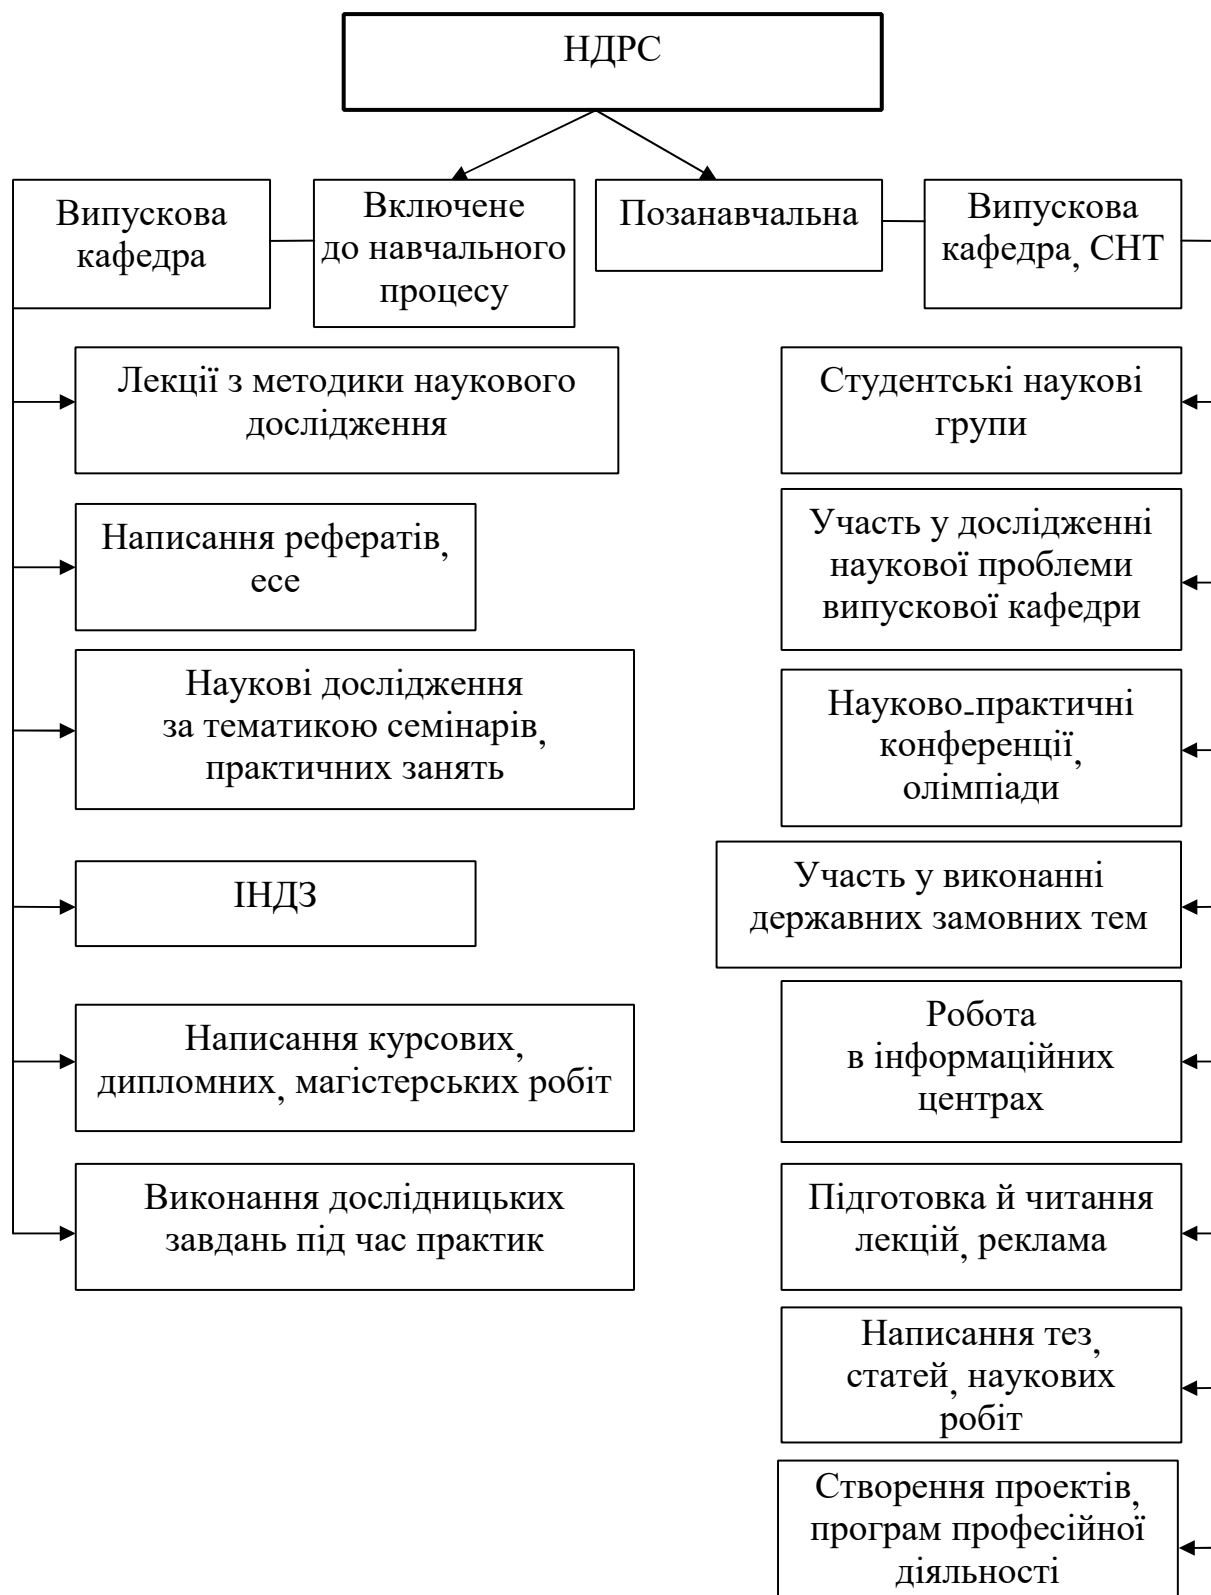 НДРС
Випускова
кафедра
Включене
до навчального
процесу
Позанавчальна
Випускова
кафедра, СНТ
Лекції з методики наукового
дослідження
Написання рефератів,
есе
Наукові дослідження
за тематикою семінарів,
практичних занять
ІНДЗ
Написання курсових,
дипломних, магістерських робіт
Виконання дослідницьких
завдань під час практик
Студентські наукові
групи
Участь у дослідженні
наукової проблеми
випускової кафедри
Науково-практичні
конференції,
олімпіади
Участь у виконанні
державних замовних тем
Робота
в інформаційних
центрах
Підготовка й читання
лекцій, реклама
Написання тез,
статей, наукових
робіт
Створення проектів,
програм професійної
діяльності